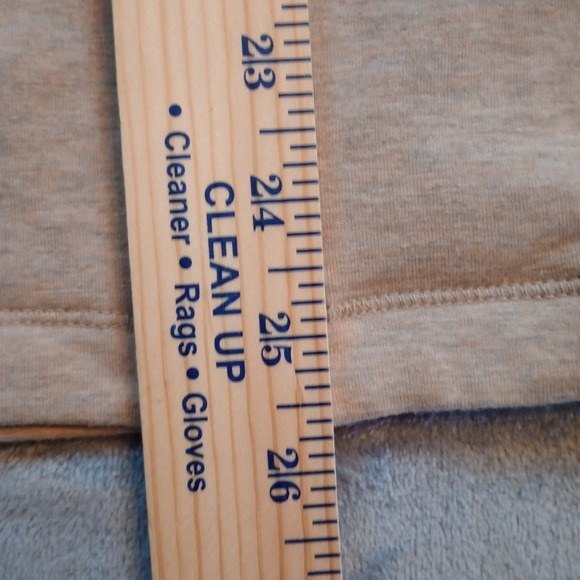 23
24
25
26
CLEAN UP
• Cleaner • Rags • Gloves